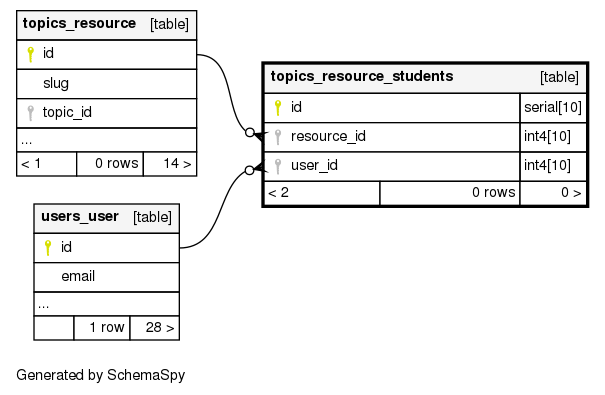 topics_resource [table]
id
slug
topic_id
...
< 1 0 rows 14 >
topics_resource_students [table]
id serial[10]
resource_id int4[10]
user_id int4[10]
< 2 0 rows 0 >
users_user [table]
id
email
...
1 row 28 >
Generated by SchemaSpy